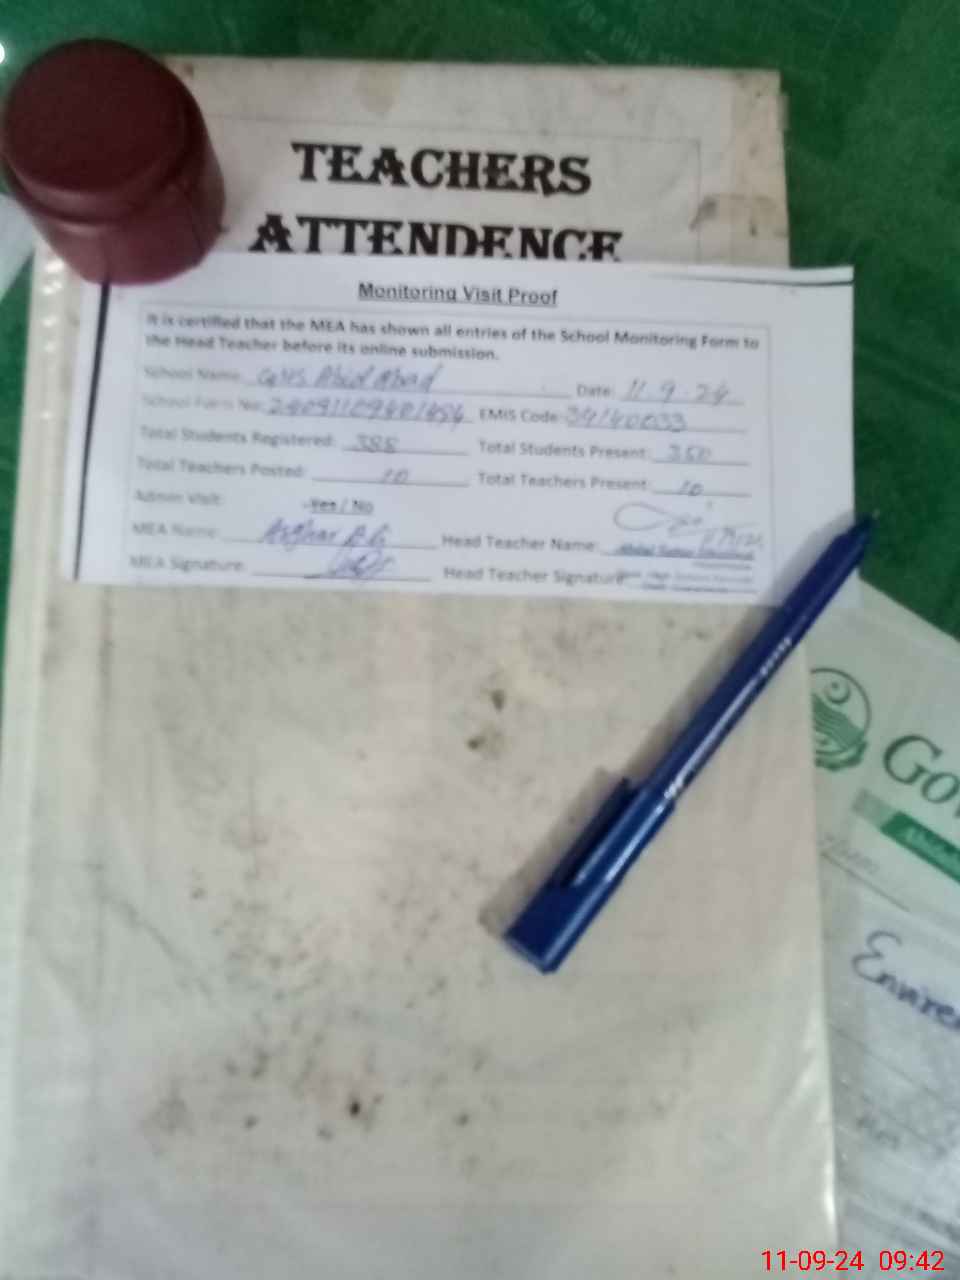 TEACHERS
ATTENDENCE
Monitoring Visit Proof
It is certified that the MEA has shown all entries of the School Monitoring Form to
the Head Teacher before its online submission.
School Name: GHS Abid Abad Date: 11.9.24
School Form No: EMIS Code: 34140033
Total Students Registered: 388 Total Students Present: 350
Total Teachers Posted: 10 Total Teachers Present: 10
Admin Visit: Yes / No
MEA Name: Asghar Ali Head Teacher Name:
MEA Signature: Head Teacher Signature:
Gov
11-09-24 09:42